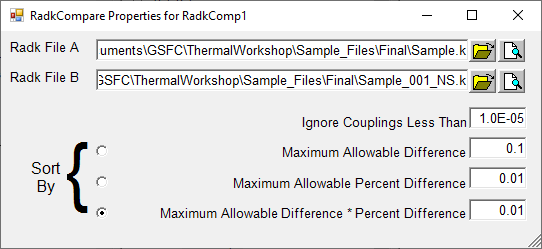 RadkCompare Properties for RadkComp1
Radk File A uments\GSFC\ThermalWorkshop\Sample_Files\Final\Sample.k
Radk File B GSFC\ThermalWorkshop\Sample_Files\Final\Sample_001_NS.k
Ignore Couplings Less Than 1.0E-05
Maximum Allowable Difference 0.1
Sort
By
Maximum Allowable Percent Difference 0.01
Maximum Allowable Difference * Percent Difference 0.01